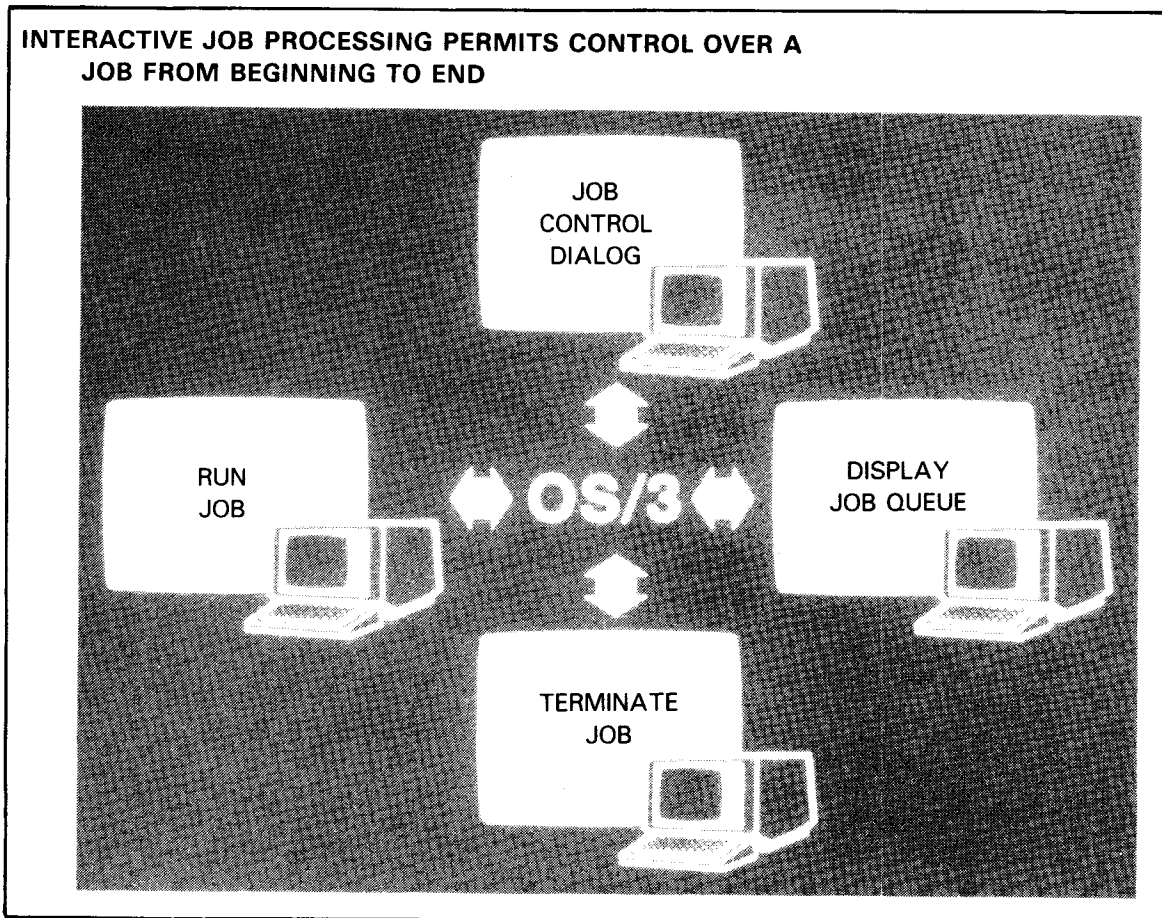 INTERACTIVE JOB PROCESSING PERMITS CONTROL OVER A
JOB FROM BEGINNING TO END
JOB
CONTROL
DIALOG
RUN
JOB
OS/3
DISPLAY
JOB QUEUE
TERMINATE
JOB